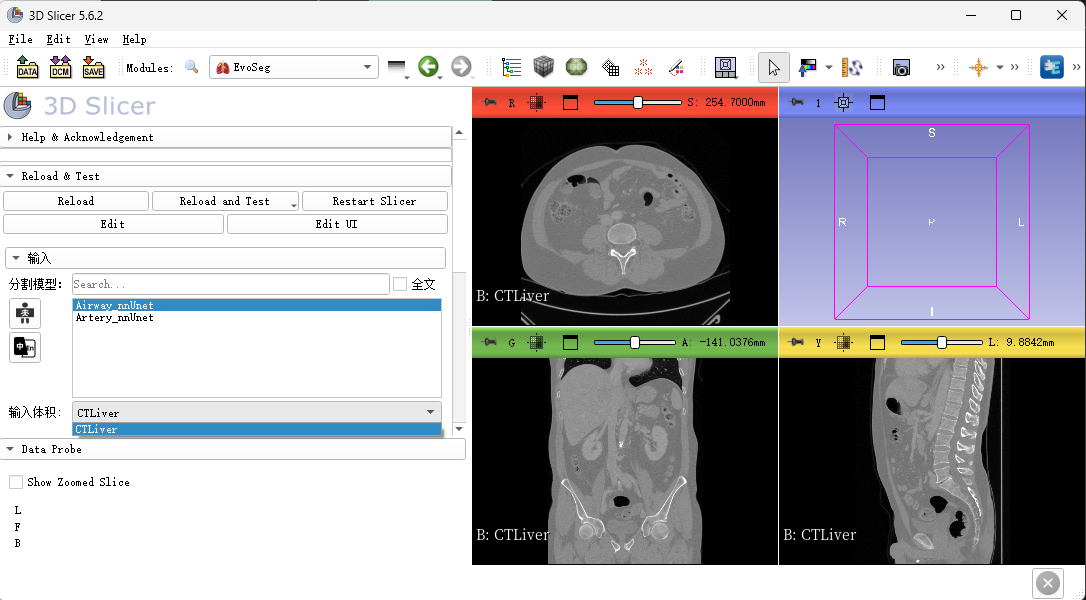 3D Slicer 5.6.2
File Edit View Help
DATA DCM SAVE Modules: EvoSeg
3D Slicer
Help & Acknowledgement
Reload & Test
Reload Reload and Test Restart Slicer
Edit Edit UI
输入
分割模型: Search... 全文
Airway_nnUnet
Artery_nnUnet
输入体积: CTLiver
CTLiver
Data Probe
Show Zoomed Slice
L
F
B
R S: 254.7000mm
B: CTLiver
1
S
R P L
I
G A: -141.0376mm
B: CTLiver
Y L: 9.8842mm
B: CTLiver